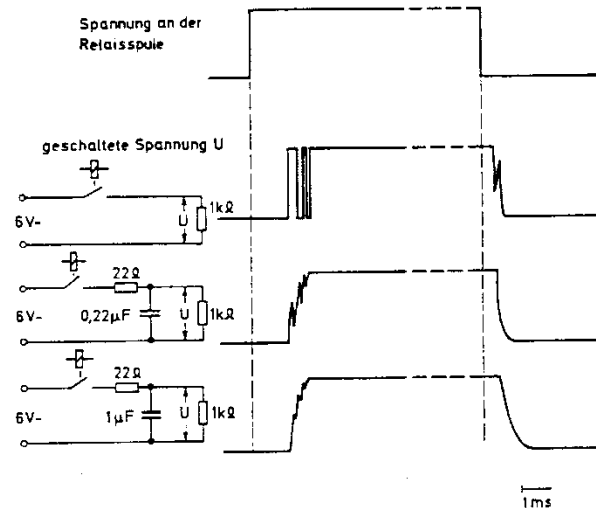 Spannung an der
Relaisspule
geschaltete Spannung U
6V-
U
1kΩ
22Ω
6V-
0,22μF
U
1kΩ
22Ω
6V-
1μF
U
1kΩ
1ms